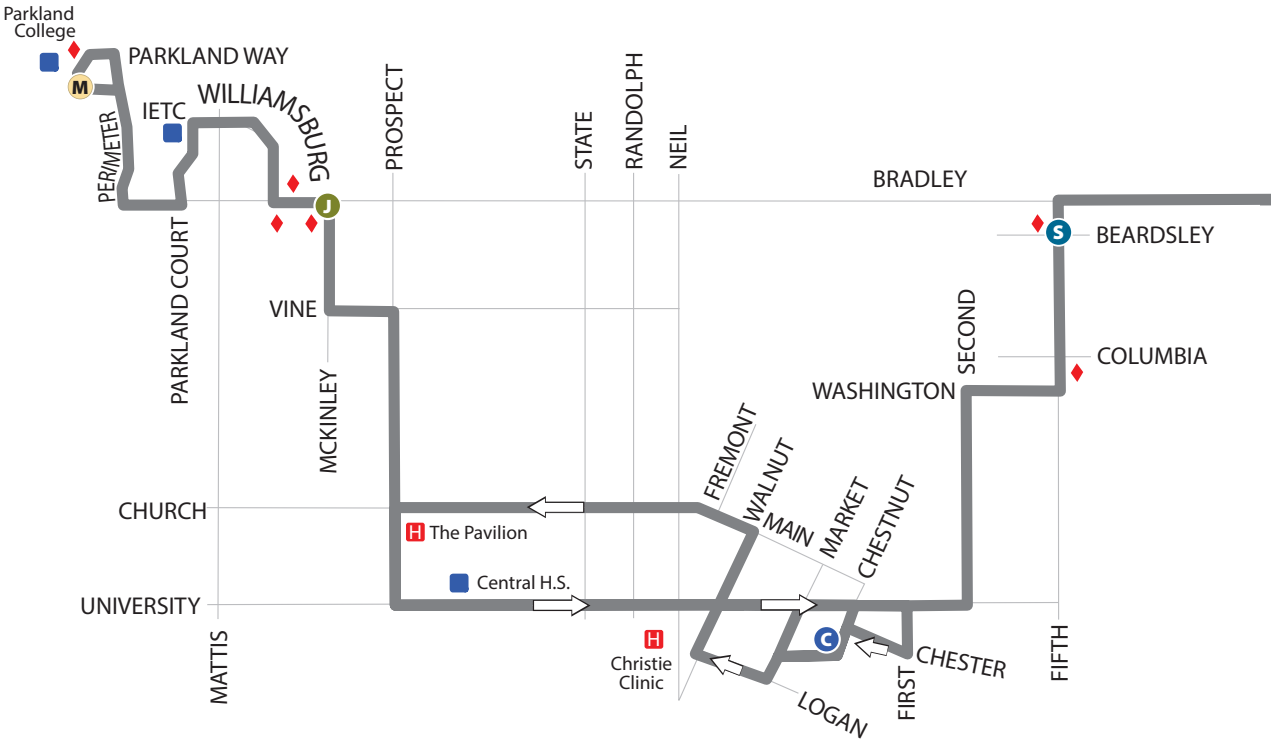 Parkland
College
PARKLAND WAY
M
IETC
WILLIAMSBURG
PERIMETER
PROSPECT
STATE
RANDOLPH
NEIL
BRADLEY
J
S
BEARDSLEY
PARKLAND COURT
VINE
MCKINLEY
SECOND
COLUMBIA
WASHINGTON
FREMONT
WALNUT
MAIN
MARKET
CHESTNUT
CHURCH
H The Pavilion
Central H.S.
UNIVERSITY
MATTIS
H
Christie
Clinic
C
CHESTER
LOGAN
FIRST
FIFTH